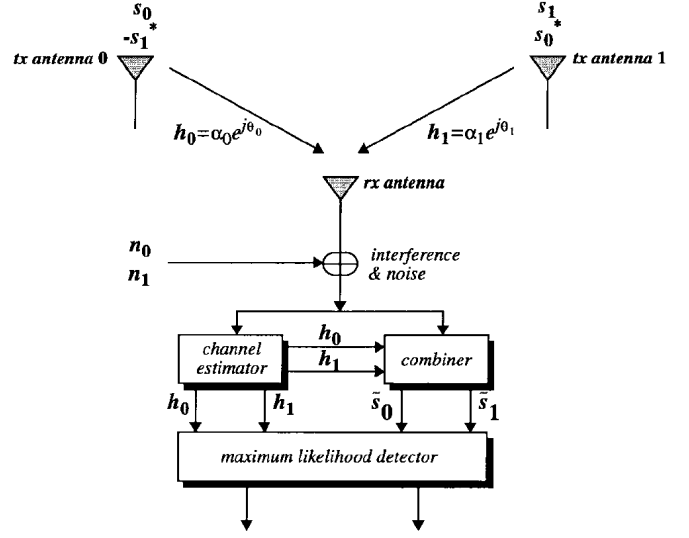 s₀
-s₁*
tx antenna 0
s₁
s₀*
tx antenna 1
h₀=α₀e^{jθ₀}
h₁=α₁e^{jθ₁}
rx antenna
n₀
n₁
interference
& noise
channel
estimator
h₀
h₁
combiner
h₀
h₁
s̃₀
s̃₁
maximum likelihood detector